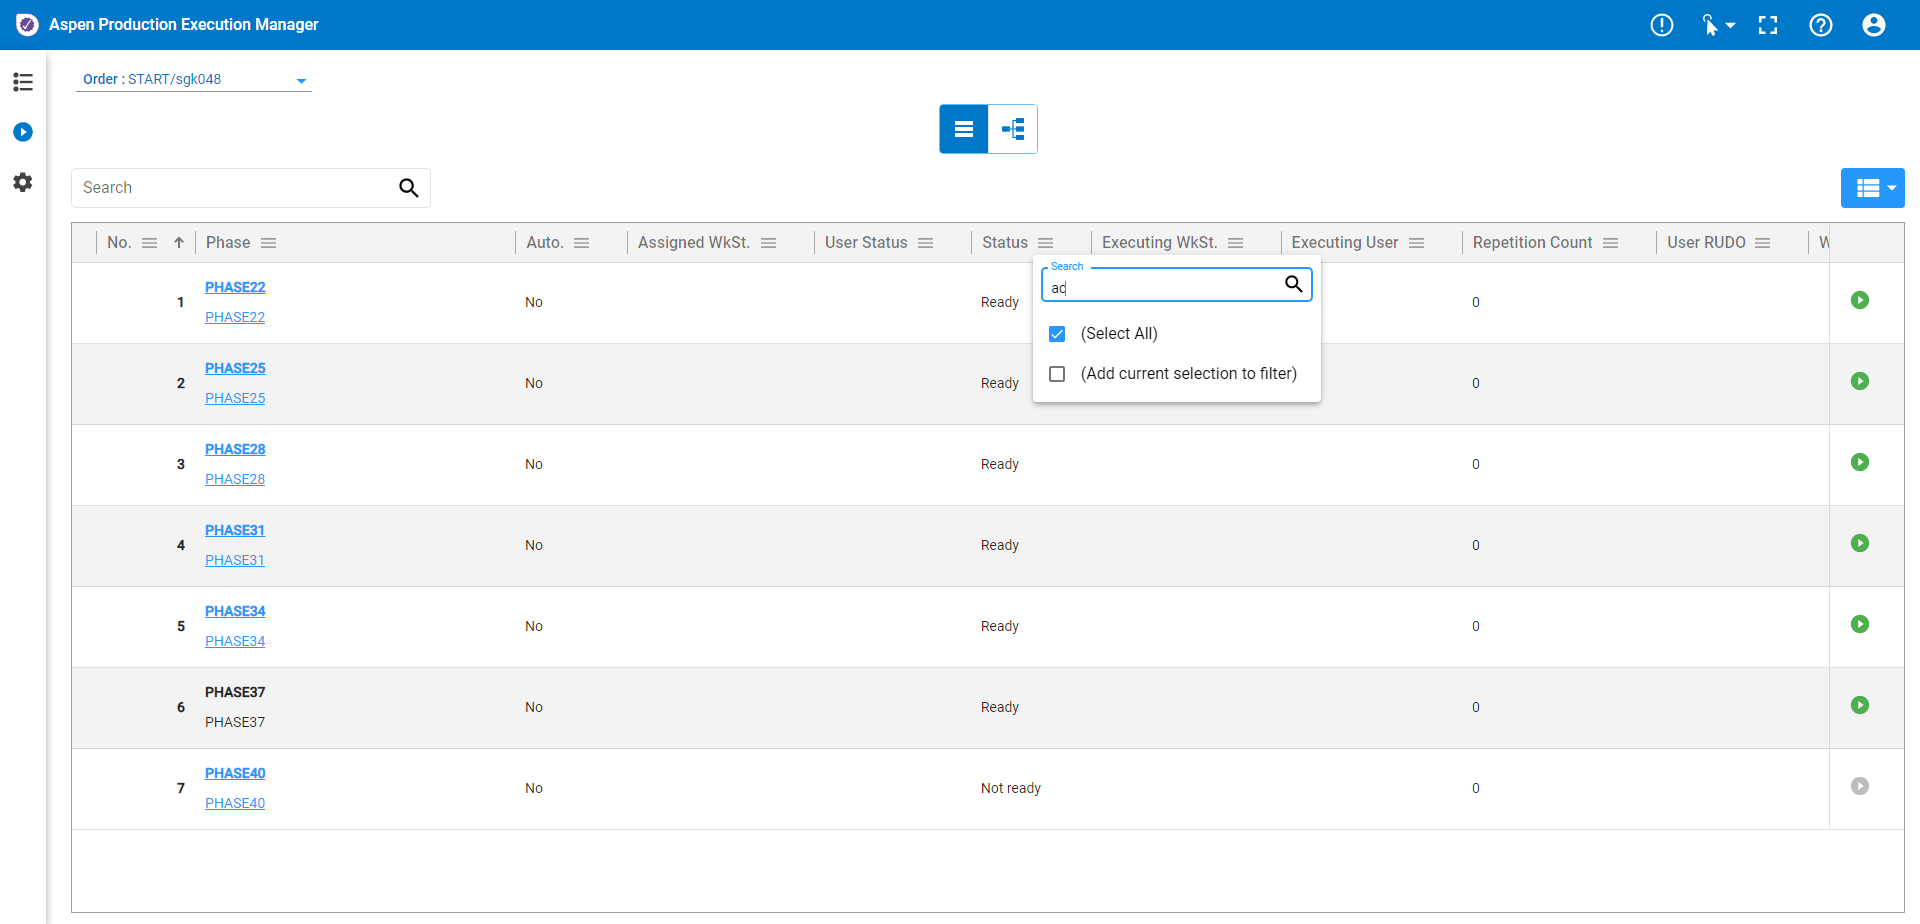 Aspen Production Execution Manager
Order : START/sgk048
Search
No. Phase Auto. Assigned WkSt. User Status Status Executing WkSt. Executing User Repetition Count User RUDO W
Search
ac
(Select All)
(Add current selection to filter)
1 PHASE22 No Ready 0
PHASE22
2 PHASE25 No Ready 0
PHASE25
3 PHASE28 No Ready 0
PHASE28
4 PHASE31 No Ready 0
PHASE31
5 PHASE34 No Ready 0
PHASE34
6 PHASE37 No Ready 0
PHASE37
7 PHASE40 No Not ready 0
PHASE40